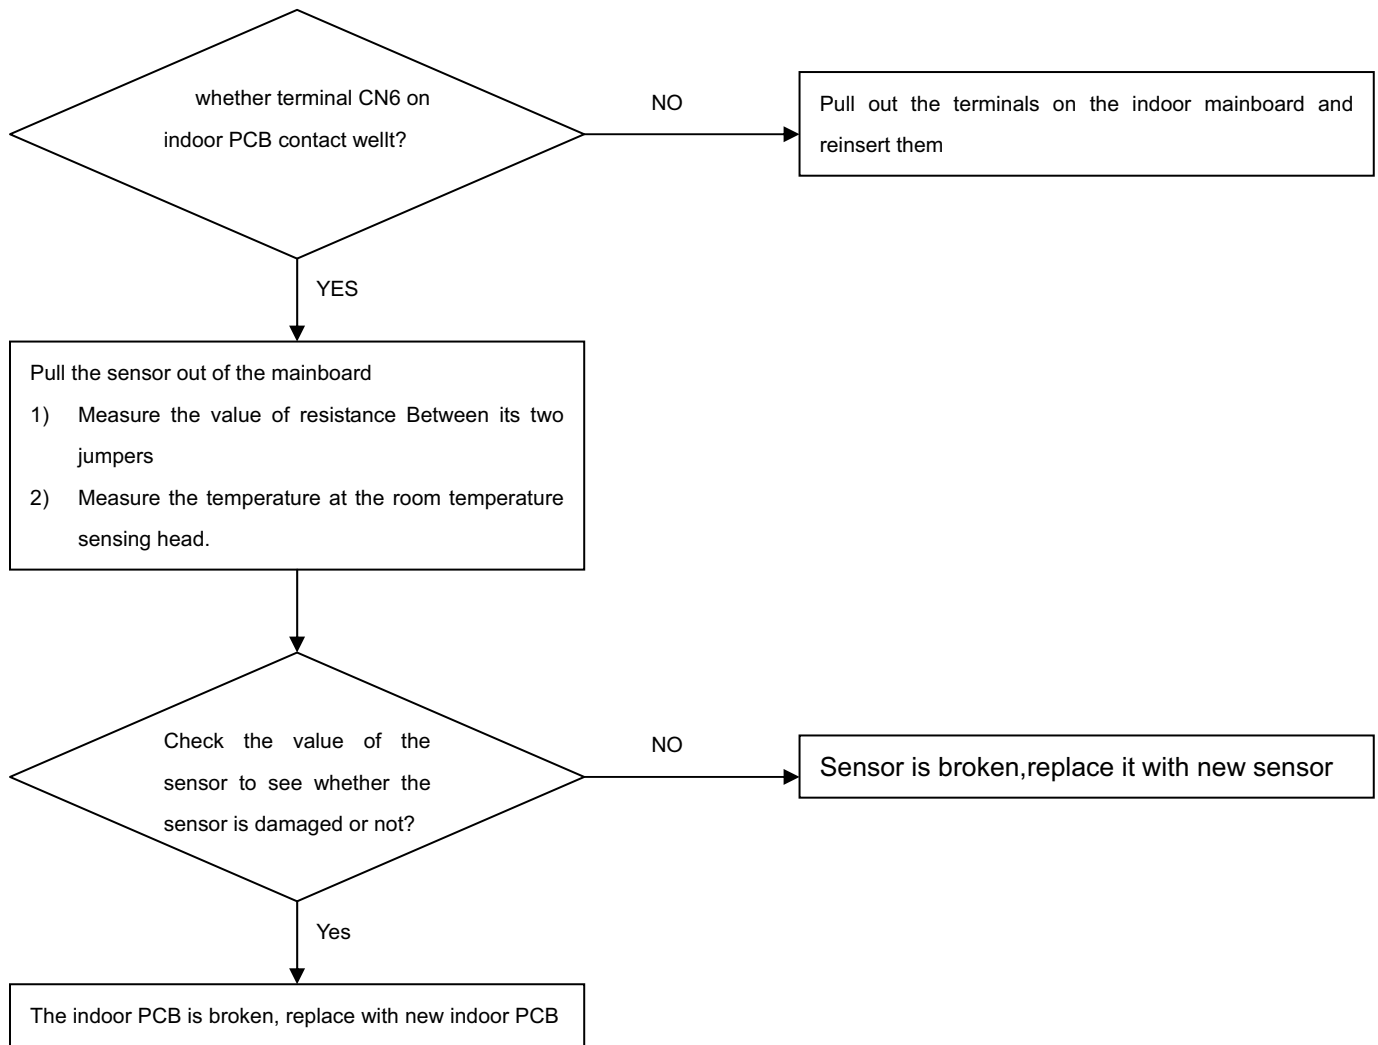 whether terminal CN6 on
indoor PCB contact wellt?
NO
Pull out the terminals on the indoor mainboard and
reinsert them
YES
Pull the sensor out of the mainboard
1) Measure the value of resistance Between its two
jumpers
2) Measure the temperature at the room temperature
sensing head.
Check the value of the
sensor to see whether the
sensor is damaged or not?
NO
Sensor is broken,replace it with new sensor
Yes
The indoor PCB is broken, replace with new indoor PCB